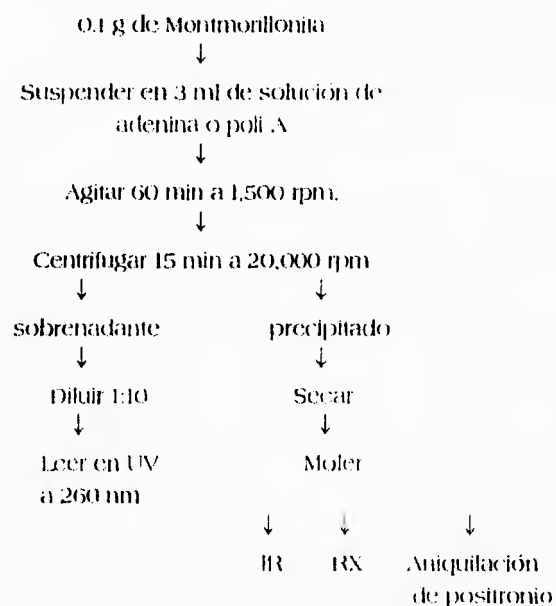 0.1 g de Montmorillonita
↓
Suspender en 3 ml de solución de
adenina o poli A
↓
Agitar 60 min a 1,500 rpm.
↓
Centrifugar 15 min a 20,000 rpm
↓ ↓
sobrenadante precipitado
↓ ↓
Diluir 1:10 Secar
↓ ↓
Leer en UV Moler
a 260 nm
↓ ↓ ↓
IR RX Aniquilación
de positronio